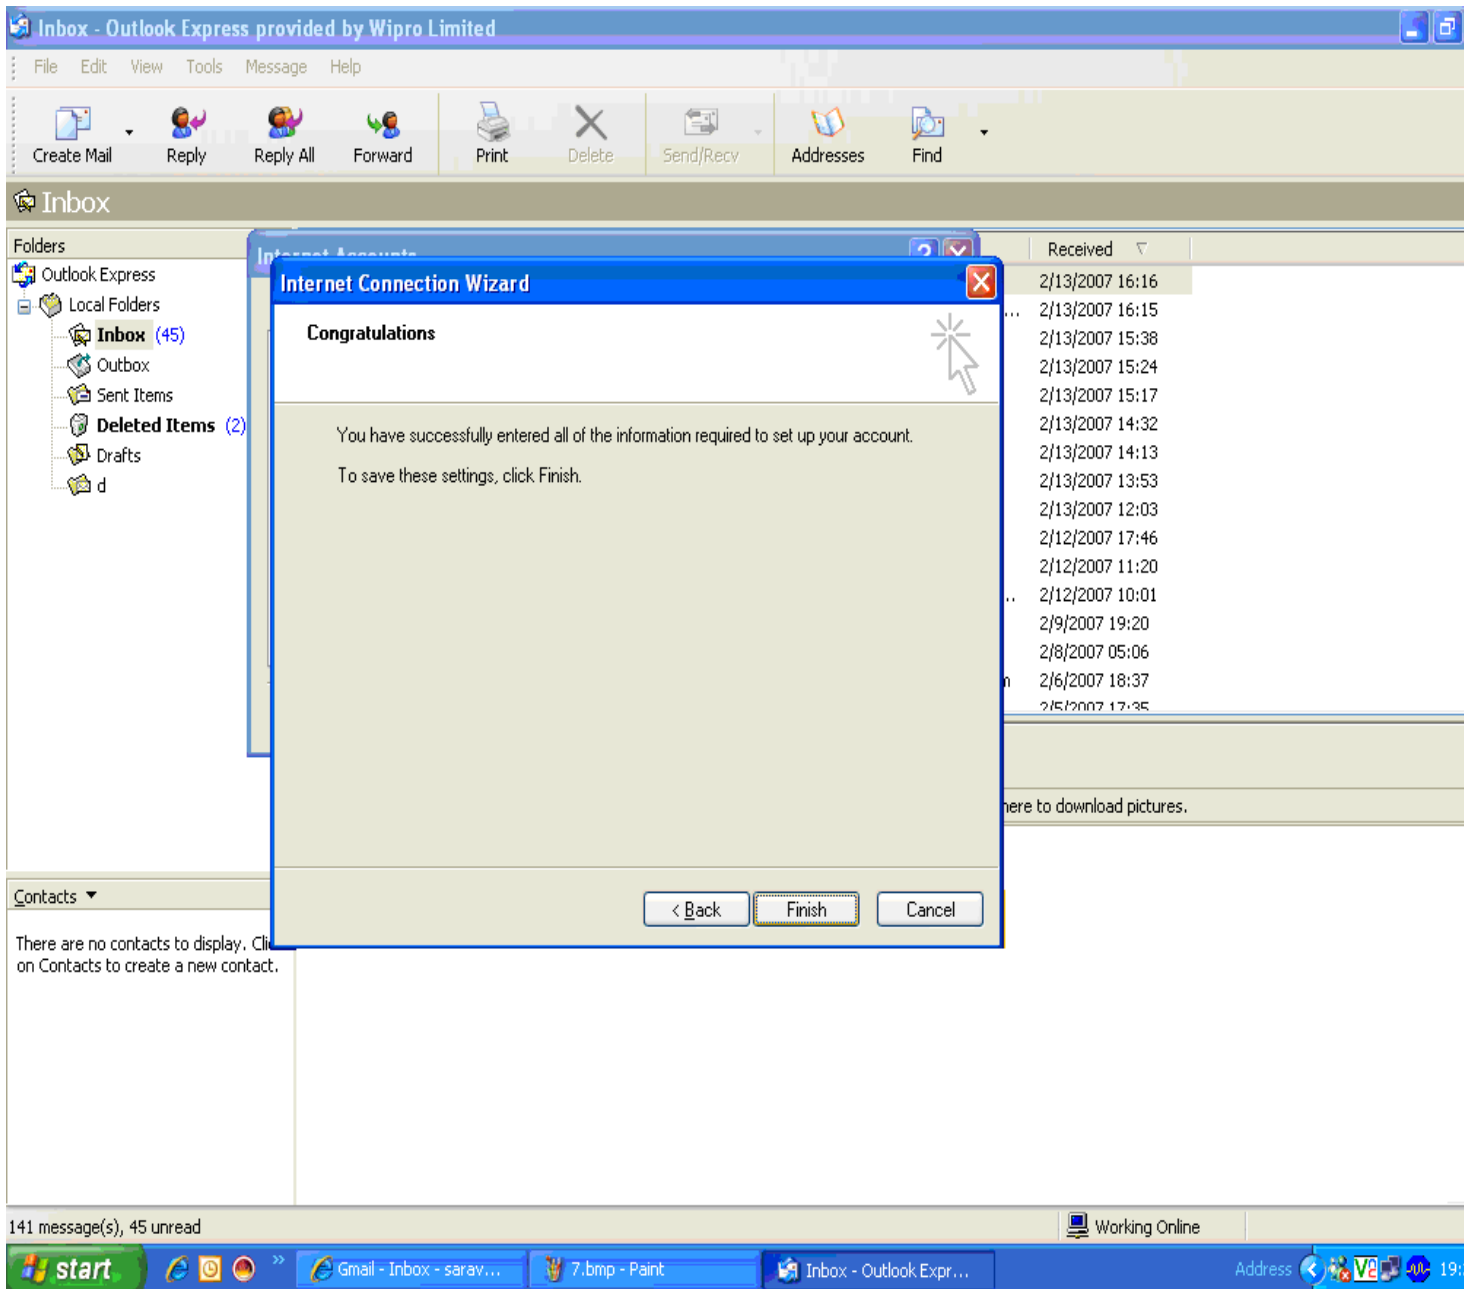 Inbox - Outlook Express provided by Wipro Limited
File Edit View Tools Message Help
Create Mail Reply Reply All Forward Print Delete Send/Recv Addresses Find
Inbox
Folders
Outlook Express
Local Folders
Inbox (45)
Outbox
Sent Items
Deleted Items (2)
Drafts
d
Internet Accounts
Internet Connection Wizard
Congratulations
You have successfully entered all of the information required to set up your account.
To save these settings, click Finish.
< Back Finish Cancel
Received
2/13/2007 16:16
... 2/13/2007 16:15
2/13/2007 15:38
2/13/2007 15:24
2/13/2007 15:17
2/13/2007 14:32
2/13/2007 14:13
2/13/2007 13:53
2/13/2007 12:03
2/12/2007 17:46
2/12/2007 11:20
.. 2/12/2007 10:01
2/9/2007 19:20
2/8/2007 05:06
2/6/2007 18:37
2/5/2007 17:35
here to download pictures.
Contacts
There are no contacts to display. Cli
on Contacts to create a new contact.
141 message(s), 45 unread
Working Online
start
Gmail - Inbox - sarav...
7.bmp - Paint
Inbox - Outlook Expr...
Address
19: